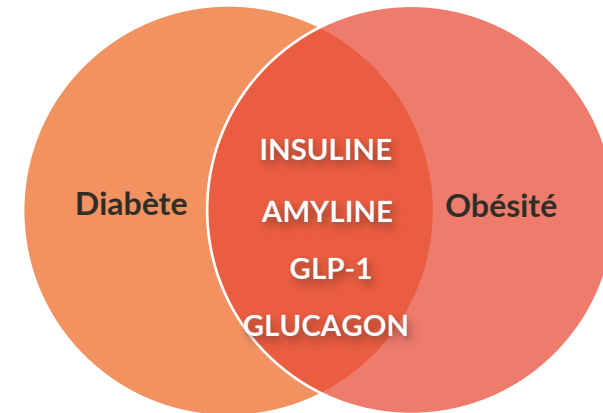 INSULINE
Diabète
AMYLINE
Obésité
GLP-1
GLUCAGON